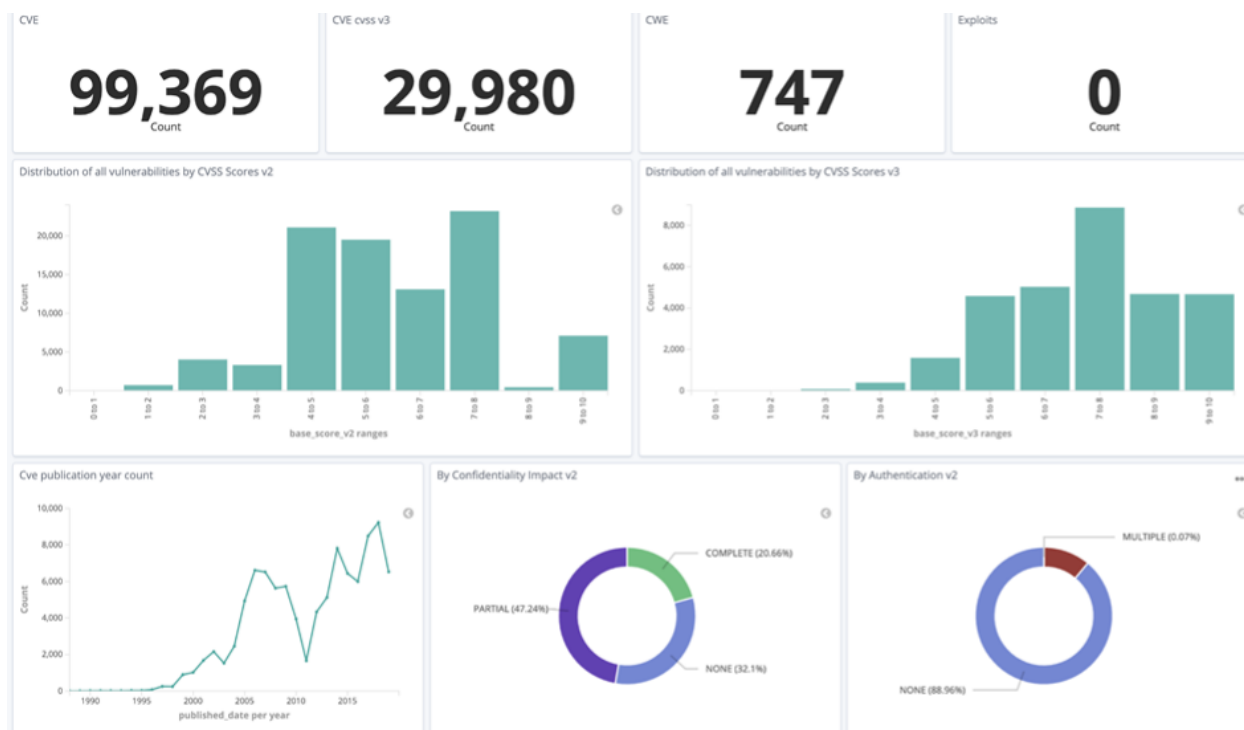 CVE
99,369
Count
CVE cvss v3
29,980
Count
CWE
747
Count
Exploits
0
Count
Distribution of all vulnerabilities by CVSS Scores v2
Count
20,000
15,000
10,000
5,000
0
0 to 1
1 to 2
2 to 3
3 to 4
4 to 5
5 to 6
6 to 7
7 to 8
8 to 9
9 to 10
base_score_v2 ranges
Distribution of all vulnerabilities by CVSS Scores v3
Count
8,000
6,000
4,000
2,000
0
0 to 1
1 to 2
2 to 3
3 to 4
4 to 5
5 to 6
6 to 7
7 to 8
8 to 9
9 to 10
base_score_v3 ranges
Cve publication year count
Count
10,000
8,000
6,000
4,000
2,000
0
1990
1995
2000
2005
2010
2015
published_date per year
By Confidentiality Impact v2
COMPLETE (20.66%)
PARTIAL (47.24%)
NONE (32.1%)
By Authentication v2
MULTIPLE (0.07%)
NONE (88.96%)